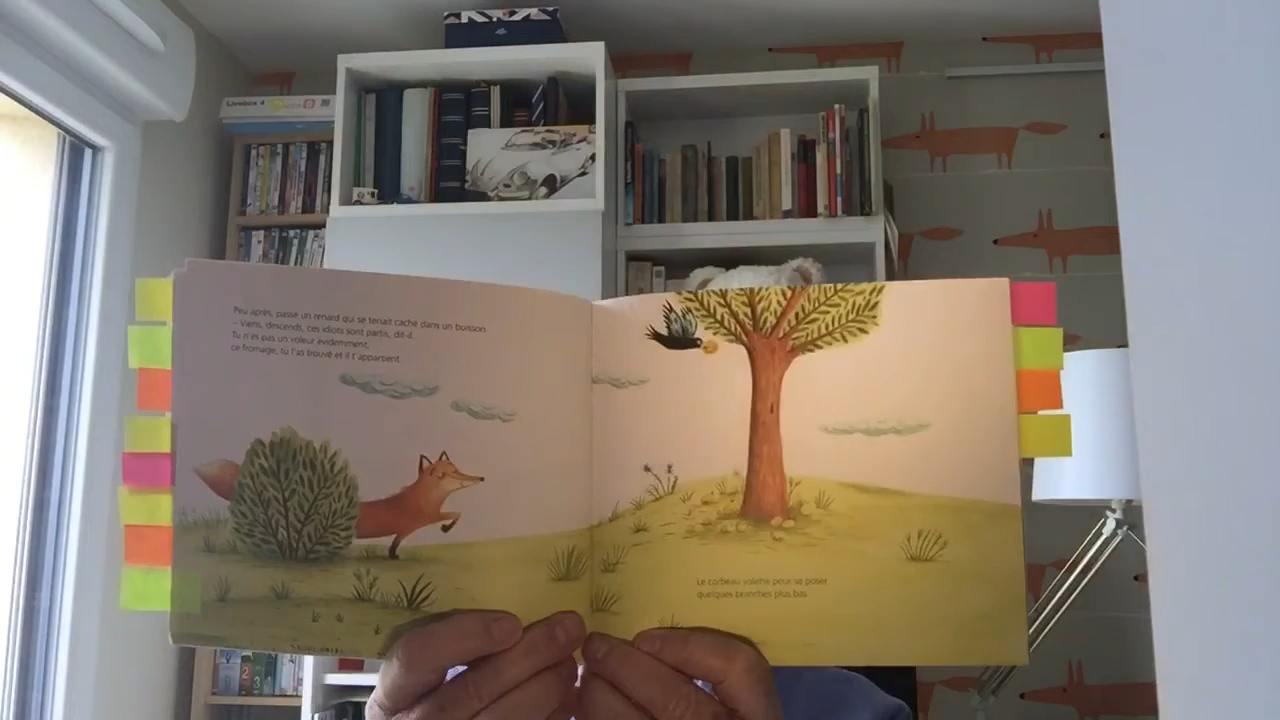 Livebox 4
Peu après, passe un renard qui se tenait caché dans un buisson.
– Viens, descends, ces idiots sont partis, dit-il.
Tu n'es pas un voleur évidemment,
ce fromage, tu l'as trouvé et il t'appartient.
Le corbeau volette pour se poser
quelques branches plus bas.